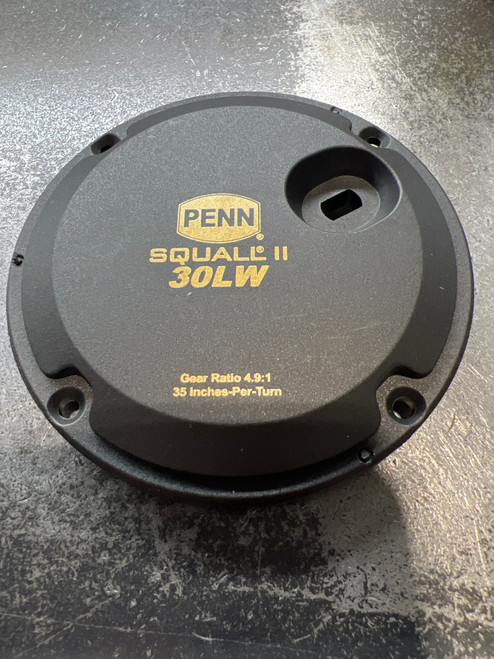 PENN®
SQUALL® II
30LW
Gear Ratio 4.9:1
35 Inches-Per-Turn